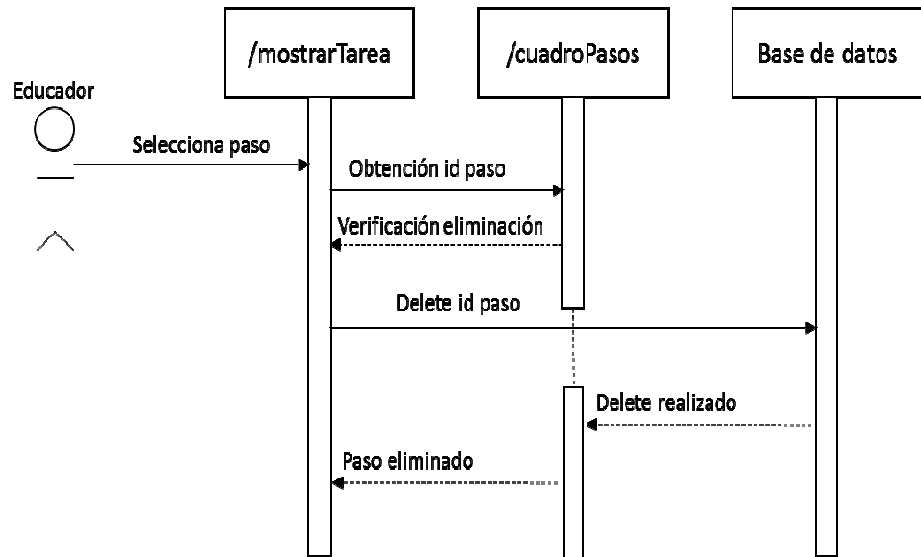 /mostrarTarea
/cuadroPasos
Base de datos
Educador
Selecciona paso
Obtención id paso
Verificación eliminación
Delete id paso
Delete realizado
Paso eliminado